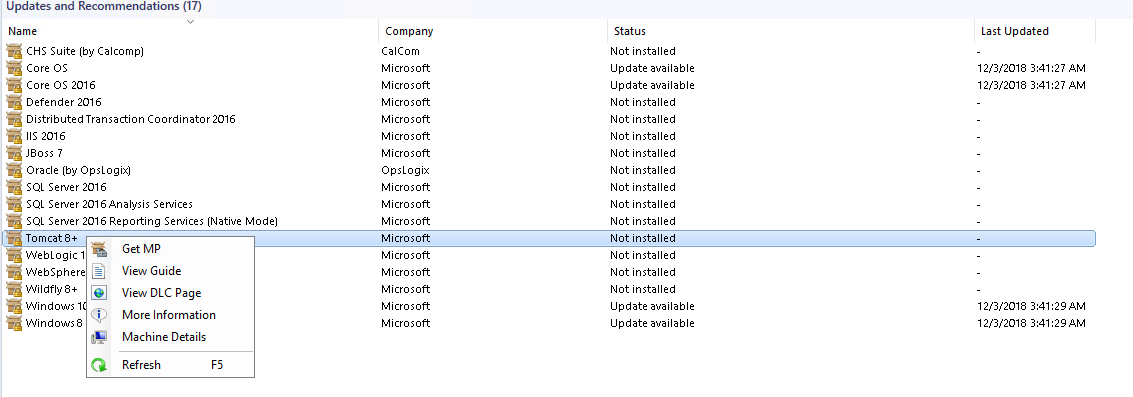 Updates and Recommendations (17)
Name Company Status Last Updated
CHS Suite (by Calcomp) CalCom Not installed -
Core OS Microsoft Update available 12/3/2018 3:41:27 AM
Core OS 2016 Microsoft Update available 12/3/2018 3:41:27 AM
Defender 2016 Microsoft Not installed -
Distributed Transaction Coordinator 2016 Microsoft Not installed -
IIS 2016 Microsoft Not installed -
JBoss 7 Microsoft Not installed -
Oracle (by OpsLogix) OpsLogix Not installed -
SQL Server 2016 Microsoft Not installed -
SQL Server 2016 Analysis Services Microsoft Not installed -
SQL Server 2016 Reporting Services (Native Mode) Microsoft Not installed -
Tomcat 8+ Microsoft Not installed -
WebLogic 1 Microsoft Not installed -
WebSphere Microsoft Not installed -
Wildfly 8+ Microsoft Not installed -
Windows 10 Microsoft Update available 12/3/2018 3:41:29 AM
Windows 8 Microsoft Update available 12/3/2018 3:41:29 AM
Get MP
View Guide
View DLC Page
More Information
Machine Details
Refresh F5